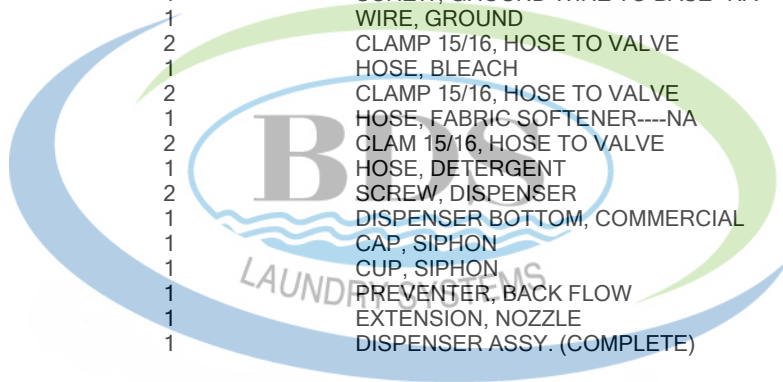 1 WIRE, GROUND
2 CLAMP 15/16, HOSE TO VALVE
1 HOSE, BLEACH
2 CLAMP 15/16, HOSE TO VALVE
1 HOSE, FABRIC SOFTENER----NA
2 CLAM 15/16, HOSE TO VALVE
1 HOSE, DETERGENT
2 SCREW, DISPENSER
1 DISPENSER BOTTOM, COMMERCIAL
1 CAP, SIPHON
1 CUP, SIPHON
1 PREVENTER, BACK FLOW
1 EXTENSION, NOZZLE
1 DISPENSER ASSY. (COMPLETE)
BDS
LAUNDRY SYSTEMS